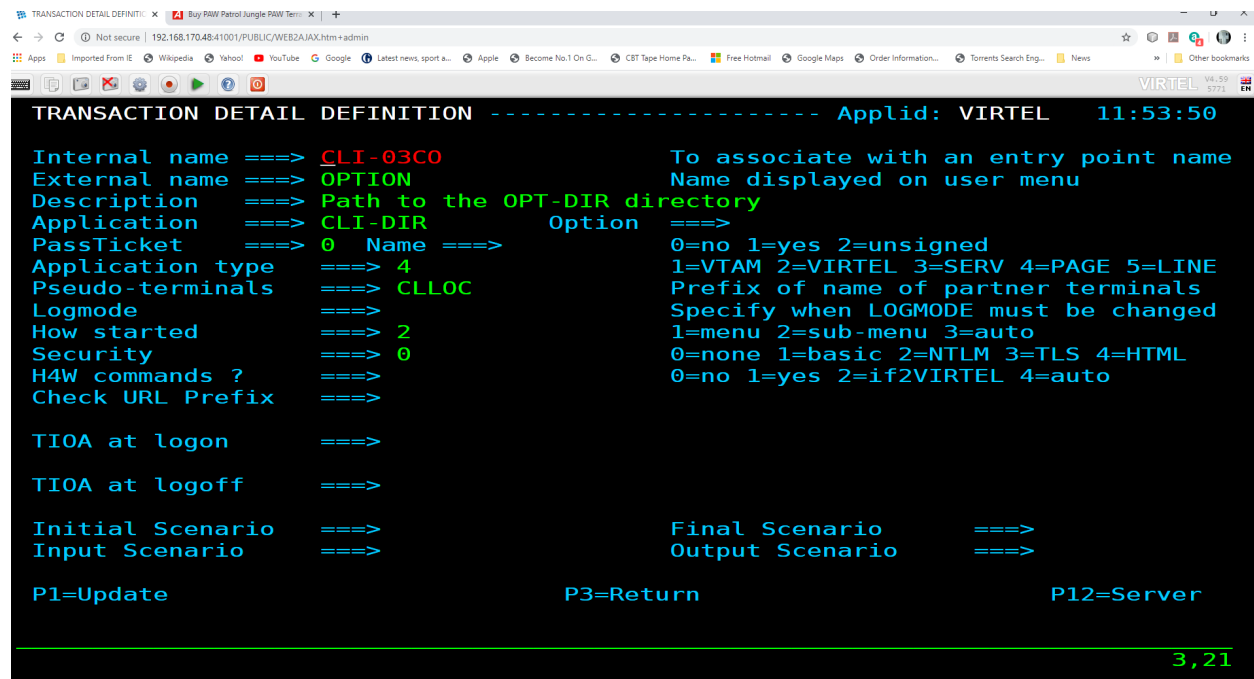 TRANSACTION DETAIL DEFINITIC × Buy PAW Patrol Jungle PAW Terra × +
Not secure | 192.168.170.48:41001/PUBLIC/WEB2AJAX.htm+admin
Apps Imported From IE Wikipedia Yahoo! YouTube Google Latest news, sport a... Apple Become No.1 On G... CBT Tape Home Pa... Free Hotmail Google Maps Order Information... Torrents Search Eng... News » Other bookmarks
VIRTEL V4.59 5771 EN
TRANSACTION DETAIL DEFINITION ---------------------- Applid: VIRTEL 11:53:50
Internal name ===> CLI-03CO To associate with an entry point name
External name ===> OPTION Name displayed on user menu
Description ===> Path to the OPT-DIR directory
Application ===> CLI-DIR Option ===>
PassTicket ===> 0 Name ===> 0=no 1=yes 2=unsigned
Application type ===> 4 1=VTAM 2=VIRTEL 3=SERV 4=PAGE 5=LINE
Pseudo-terminals ===> CLLOC Prefix of name of partner terminals
Logmode ===> Specify when LOGMODE must be changed
How started ===> 2 1=menu 2=sub-menu 3=auto
Security ===> 0 0=none 1=basic 2=NTLM 3=TLS 4=HTML
H4W commands ? ===> 0=no 1=yes 2=if2VIRTEL 4=auto
Check URL Prefix ===>
TIOA at logon ===>
TIOA at logoff ===>
Initial Scenario ===> Final Scenario ===>
Input Scenario ===> Output Scenario ===>
P1=Update P3=Return P12=Server
3,21